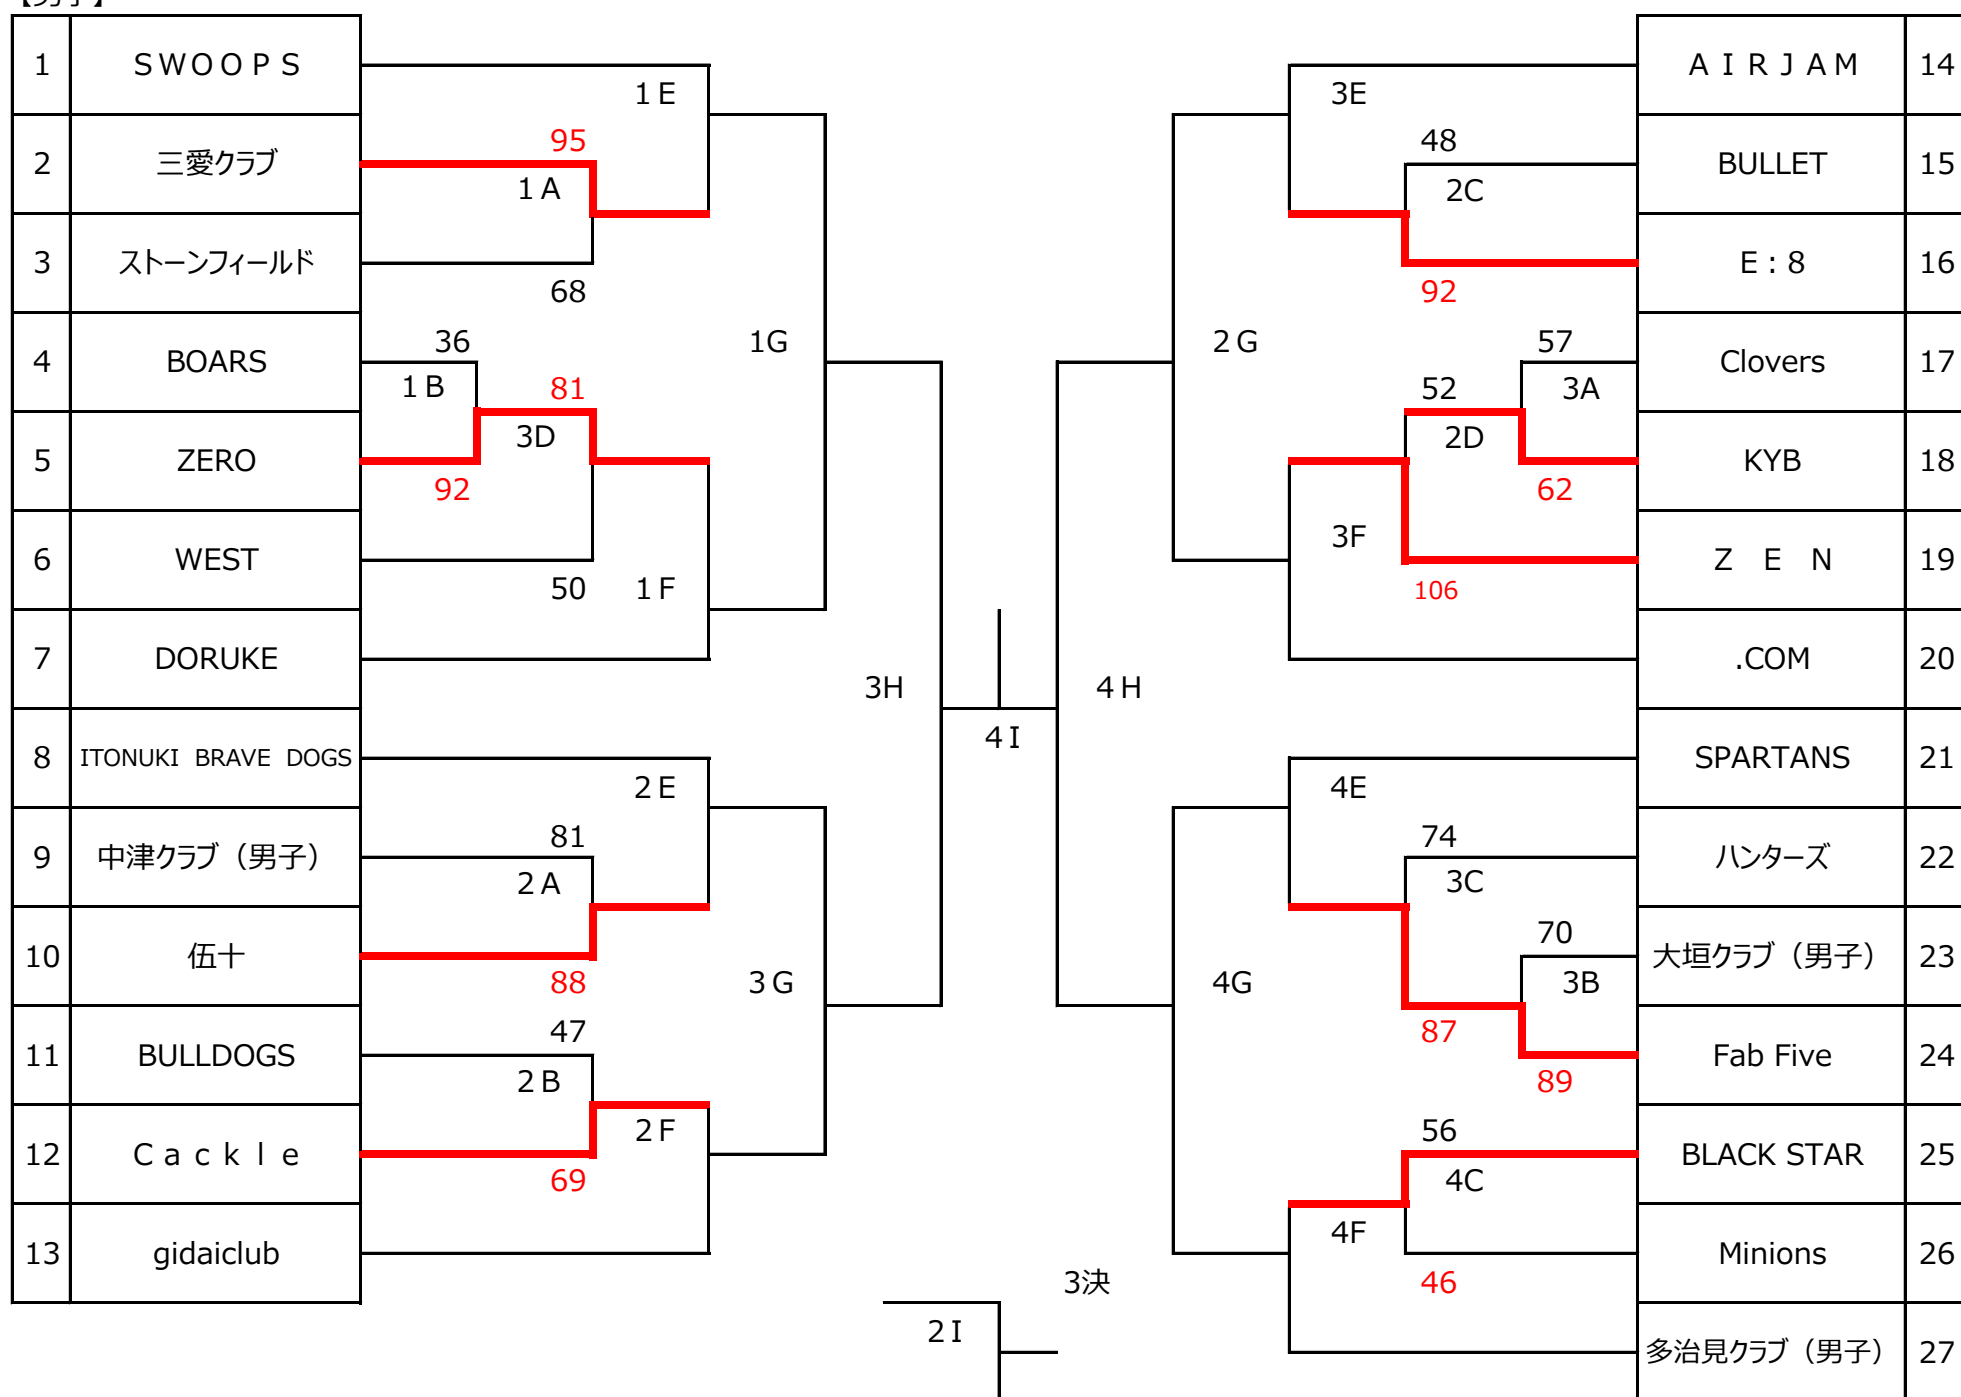 【男子】
1 SWOOPS
2 三愛クラブ
3 ストーンフィールド
4 BOARS
5 ZERO
6 WEST
7 DORUKE
8 ITONUKI BRAVE DOGS
9 中津クラブ（男子）
10 伍十
11 BULLDOGS
12 Cackle
13 gidaiclub
1E
95
1A
68
36
1B
81
3D
92
50
1F
1G
2E
81
2A
88
47
2B
2F
69
3G
3H
4I
4H
3E
48
2C
92
2G
57
52
3A
2D
62
3F
106
4E
74
3C
70
3B
4G
87
89
56
4C
4F
46
3決
2I
AIRJAM 14
BULLET 15
E：8 16
Clovers 17
KYB 18
ZEN 19
.COM 20
SPARTANS 21
ハンターズ 22
大垣クラブ（男子） 23
Fab Five 24
BLACK STAR 25
Minions 26
多治見クラブ（男子） 27